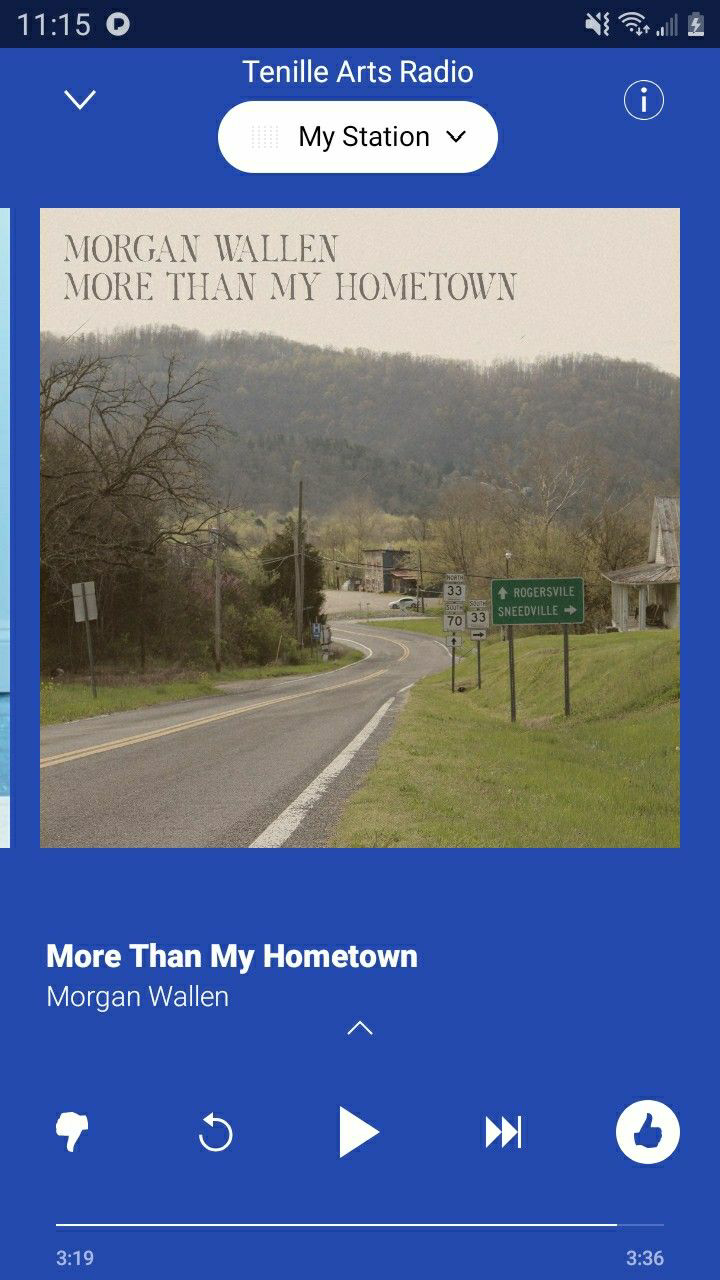 11:15
Tenille Arts Radio
My Station
MORGAN WALLEN
MORE THAN MY HOMETOWN
NORTH
33
SOUTH
70
SOUTH
33
ROGERSVILE
SNEEDVILLE
More Than My Hometown
Morgan Wallen
3:19
3:36